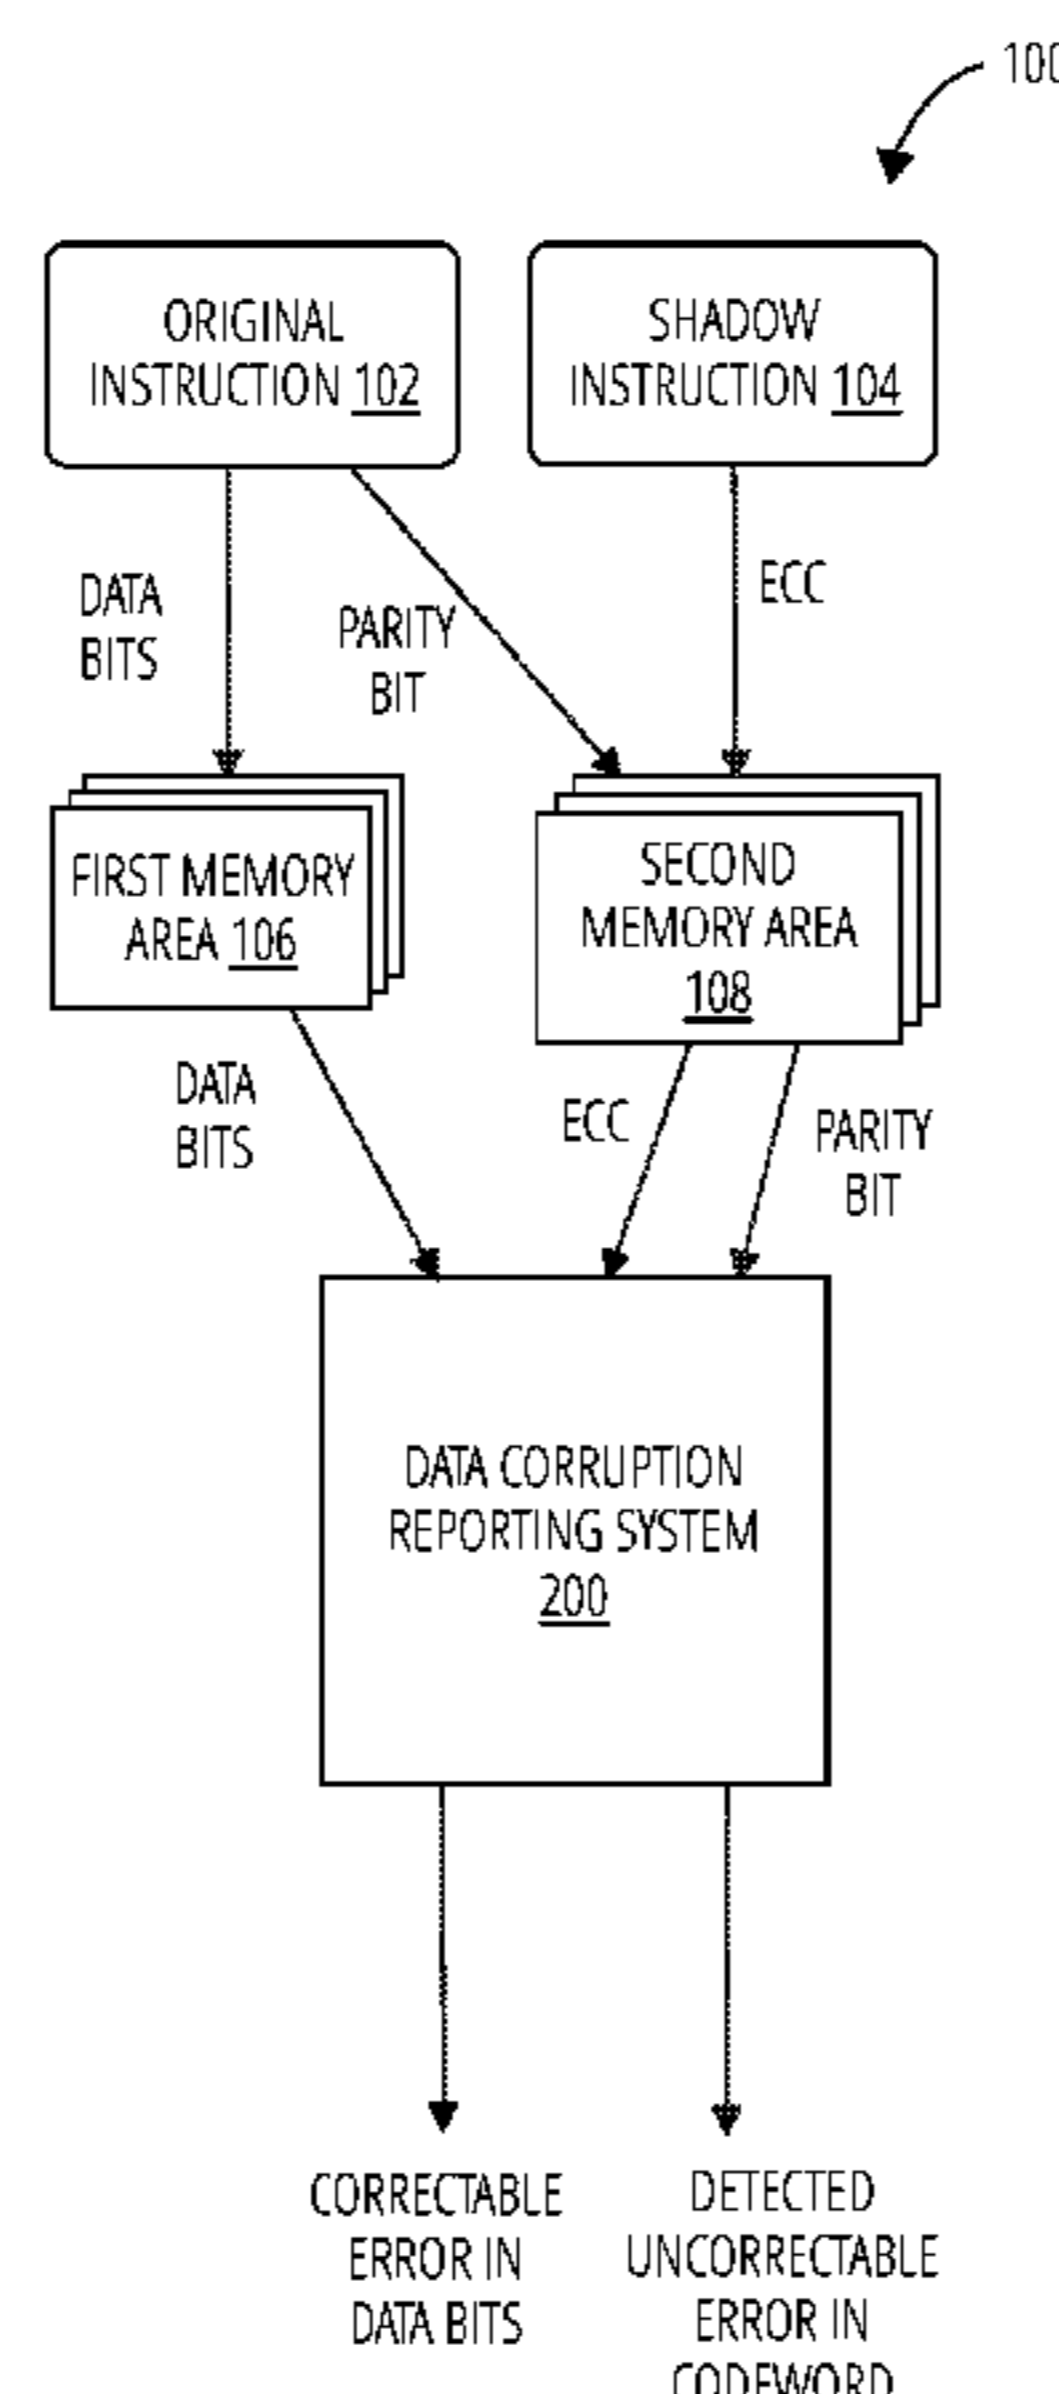 ORIGINAL
INSTRUCTION 102
SHADOW
INSTRUCTION 104
DATA
BITS
PARITY
BIT
ECC
FIRST MEMORY
AREA 106
SECOND
MEMORY AREA
108
DATA
BITS
ECC
PARITY
BIT
DATA CORRUPTION
REPORTING SYSTEM
200
CORRECTABLE
ERROR IN
DATA BITS
DETECTED
UNCORRECTABLE
ERROR IN
CODEWORD